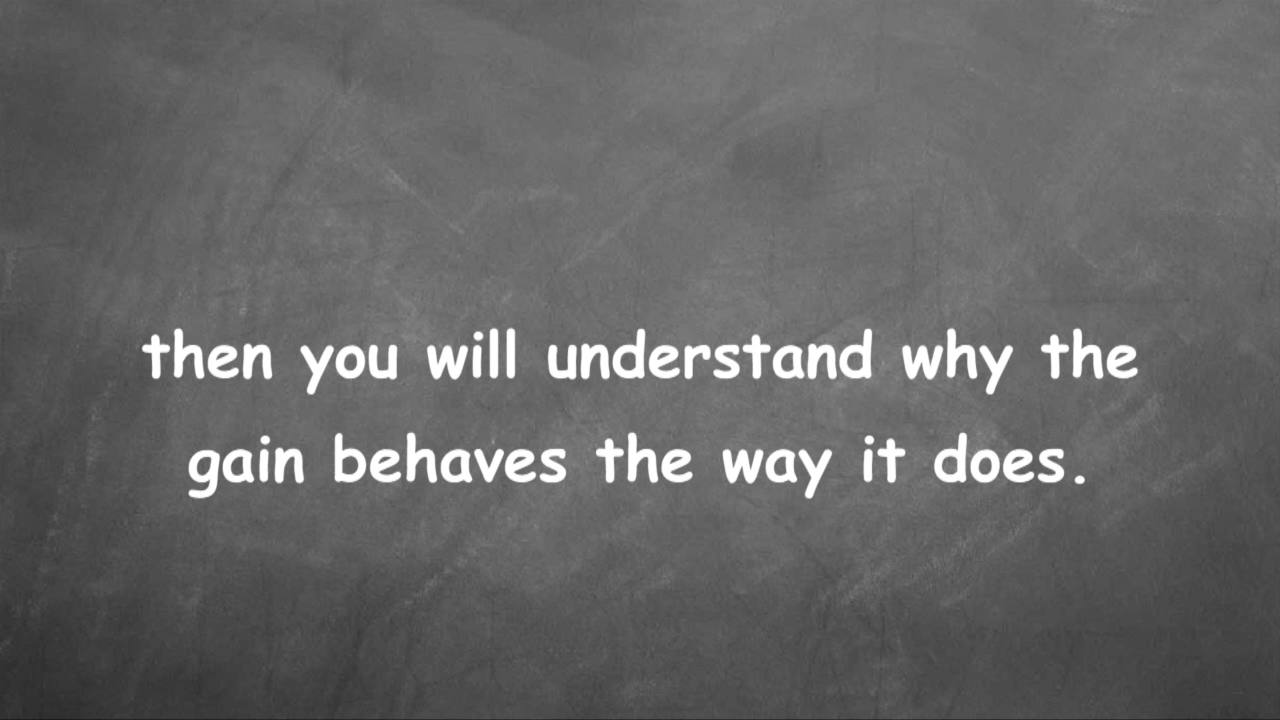 then you will understand why the
gain behaves the way it does.